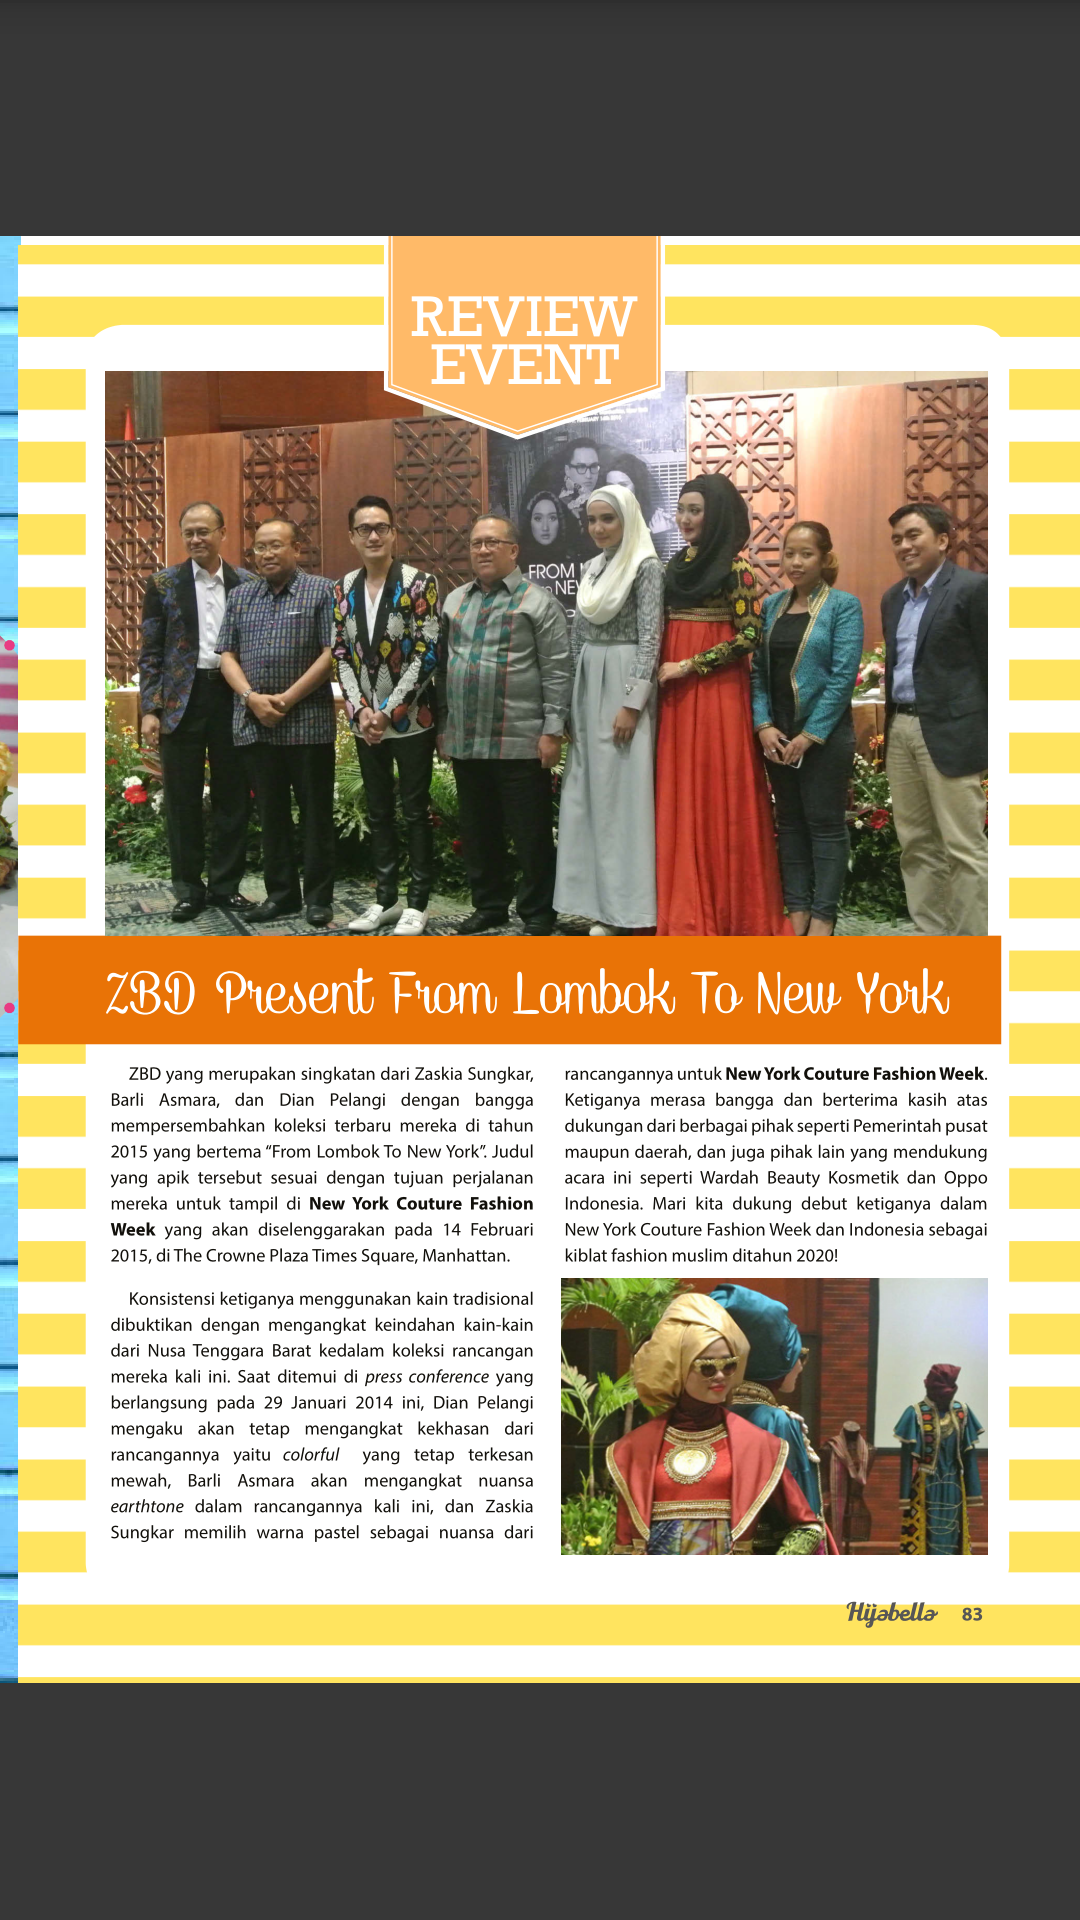 REVIEW
EVENT
FROM
NEW
ZBD Present From Lombok To New York
ZBD yang merupakan singkatan dari Zaskia Sungkar,
Barli Asmara, dan Dian Pelangi dengan bangga
mempersembahkan koleksi terbaru mereka di tahun
2015 yang bertema “From Lombok To New York”. Judul
yang apik tersebut sesuai dengan tujuan perjalanan
mereka untuk tampil di New York Couture Fashion
Week yang akan diselenggarakan pada 14 Februari
2015, di The Crowne Plaza Times Square, Manhattan.
Konsistensi ketiganya menggunakan kain tradisional
dibuktikan dengan mengangkat keindahan kain-kain
dari Nusa Tenggara Barat kedalam koleksi rancangan
mereka kali ini. Saat ditemui di press conference yang
berlangsung pada 29 Januari 2014 ini, Dian Pelangi
mengaku akan tetap mengangkat kekhasan dari
rancangannya yaitu colorful yang tetap terkesan
mewah, Barli Asmara akan mengangkat nuansa
earthtone dalam rancangannya kali ini, dan Zaskia
Sungkar memilih warna pastel sebagai nuansa dari
rancangannya untuk New York Couture Fashion Week.
Ketiganya merasa bangga dan berterima kasih atas
dukungan dari berbagai pihak seperti Pemerintah pusat
maupun daerah, dan juga pihak lain yang mendukung
acara ini seperti Wardah Beauty Kosmetik dan Oppo
Indonesia. Mari kita dukung debut ketiganya dalam
New York Couture Fashion Week dan Indonesia sebagai
kiblat fashion muslim ditahun 2020!
Hijabella 83